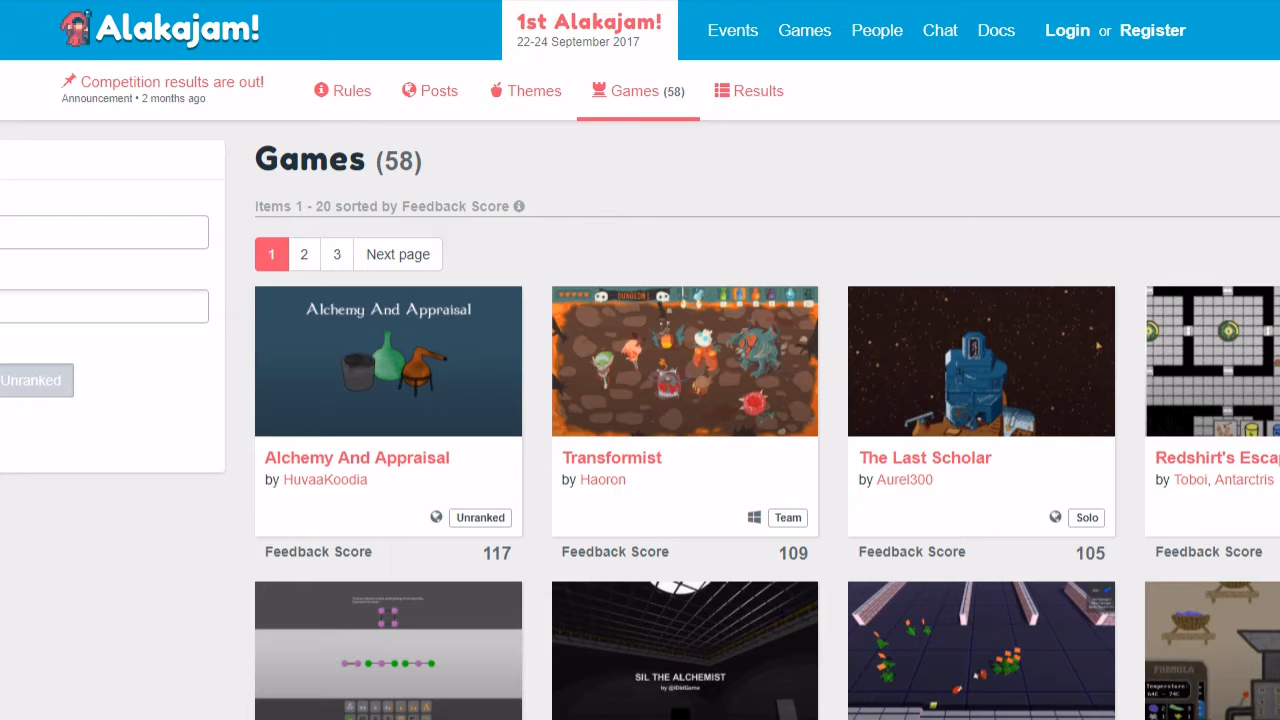 Alakajam!
1st Alakajam!
22-24 September 2017
Events
Games
People
Chat
Docs
Login or Register
Competition results are out!
Announcement • 2 months ago
Rules
Posts
Themes
Games (58)
Results
Games (58)
Items 1 - 20 sorted by Feedback Score
1
2
3
Next page
Unranked
Alchemy And Appraisal
DUNGEON 1
Alchemy And Appraisal
by HuvaaKoodia
Unranked
Feedback Score 117
Transformist
by Haoron
Team
Feedback Score 109
The Last Scholar
by Aurel300
Solo
Feedback Score 105
Redshirt's Esca
by Toboi, Antarctris
Feedback Score
SIL THE ALCHEMIST
FORMULA
Temperature: